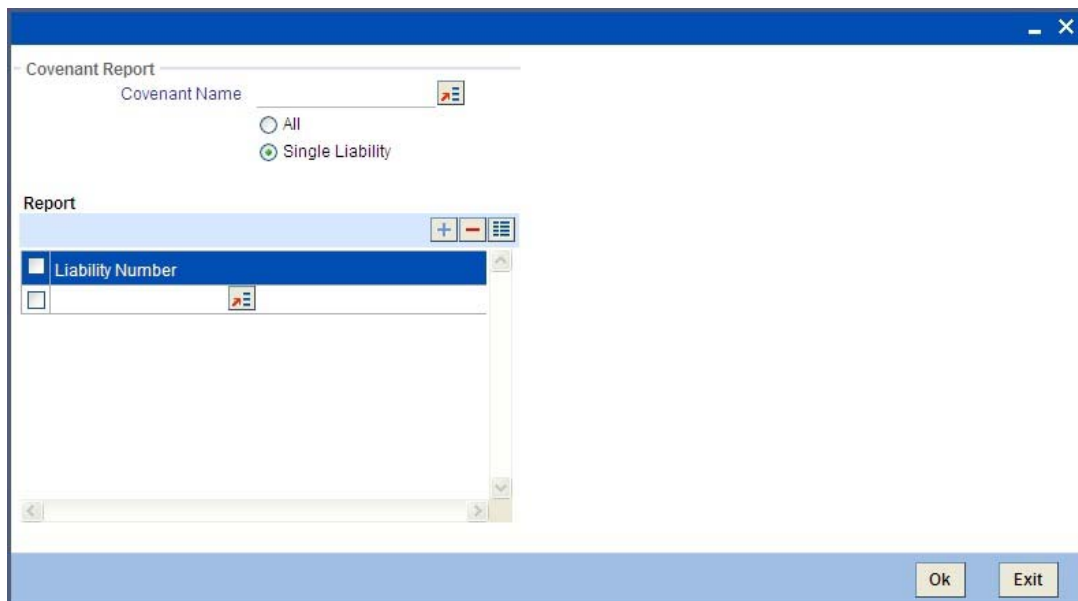 Covenant Report
Covenant Name
All
Single Liability
Report
Liability Number
Ok Exit